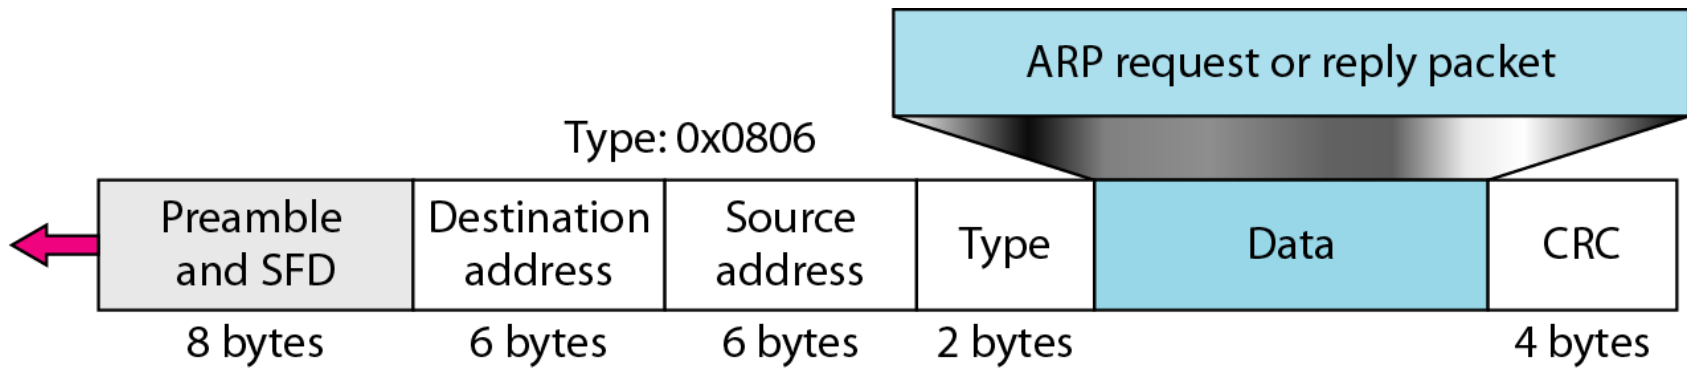 ARP request or reply packet
Type: 0x0806
Preamble
and SFD
Destination
address
Source
address
Type
Data
CRC
8 bytes
6 bytes
6 bytes
2 bytes
4 bytes